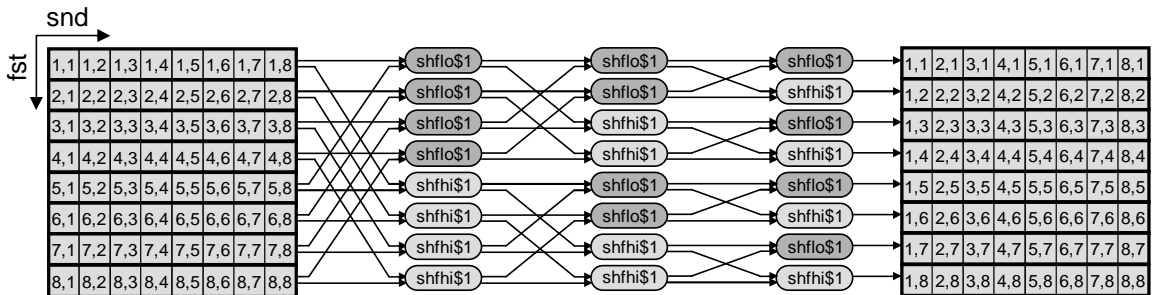 snd
fst
1,1 1,2 1,3 1,4 1,5 1,6 1,7 1,8 shflo$1 shflo$1 shflo$1 1,1 2,1 3,1 4,1 5,1 6,1 7,1 8,1
2,1 2,2 2,3 2,4 2,5 2,6 2,7 2,8 shflo$1 shflo$1 shfhi$1 1,2 2,2 3,2 4,2 5,2 6,2 7,2 8,2
3,1 3,2 3,3 3,4 3,5 3,6 3,7 3,8 shflo$1 shfhi$1 shflo$1 1,3 2,3 3,3 4,3 5,3 6,3 7,3 8,3
4,1 4,2 4,3 4,4 4,5 4,6 4,7 4,8 shflo$1 shfhi$1 shfhi$1 1,4 2,4 3,4 4,4 5,4 6,4 7,4 8,4
5,1 5,2 5,3 5,4 5,5 5,6 5,7 5,8 shfhi$1 shflo$1 shflo$1 1,5 2,5 3,5 4,5 5,5 6,5 7,5 8,5
6,1 6,2 6,3 6,4 6,5 6,6 6,7 6,8 shfhi$1 shflo$1 shfhi$1 1,6 2,6 3,6 4,6 5,6 6,6 7,6 8,6
7,1 7,2 7,3 7,4 7,5 7,6 7,7 7,8 shfhi$1 shfhi$1 shflo$1 1,7 2,7 3,7 4,7 5,7 6,7 7,7 8,7
8,1 8,2 8,3 8,4 8,5 8,6 8,7 8,8 shfhi$1 shfhi$1 shfhi$1 1,8 2,8 3,8 4,8 5,8 6,8 7,8 8,8